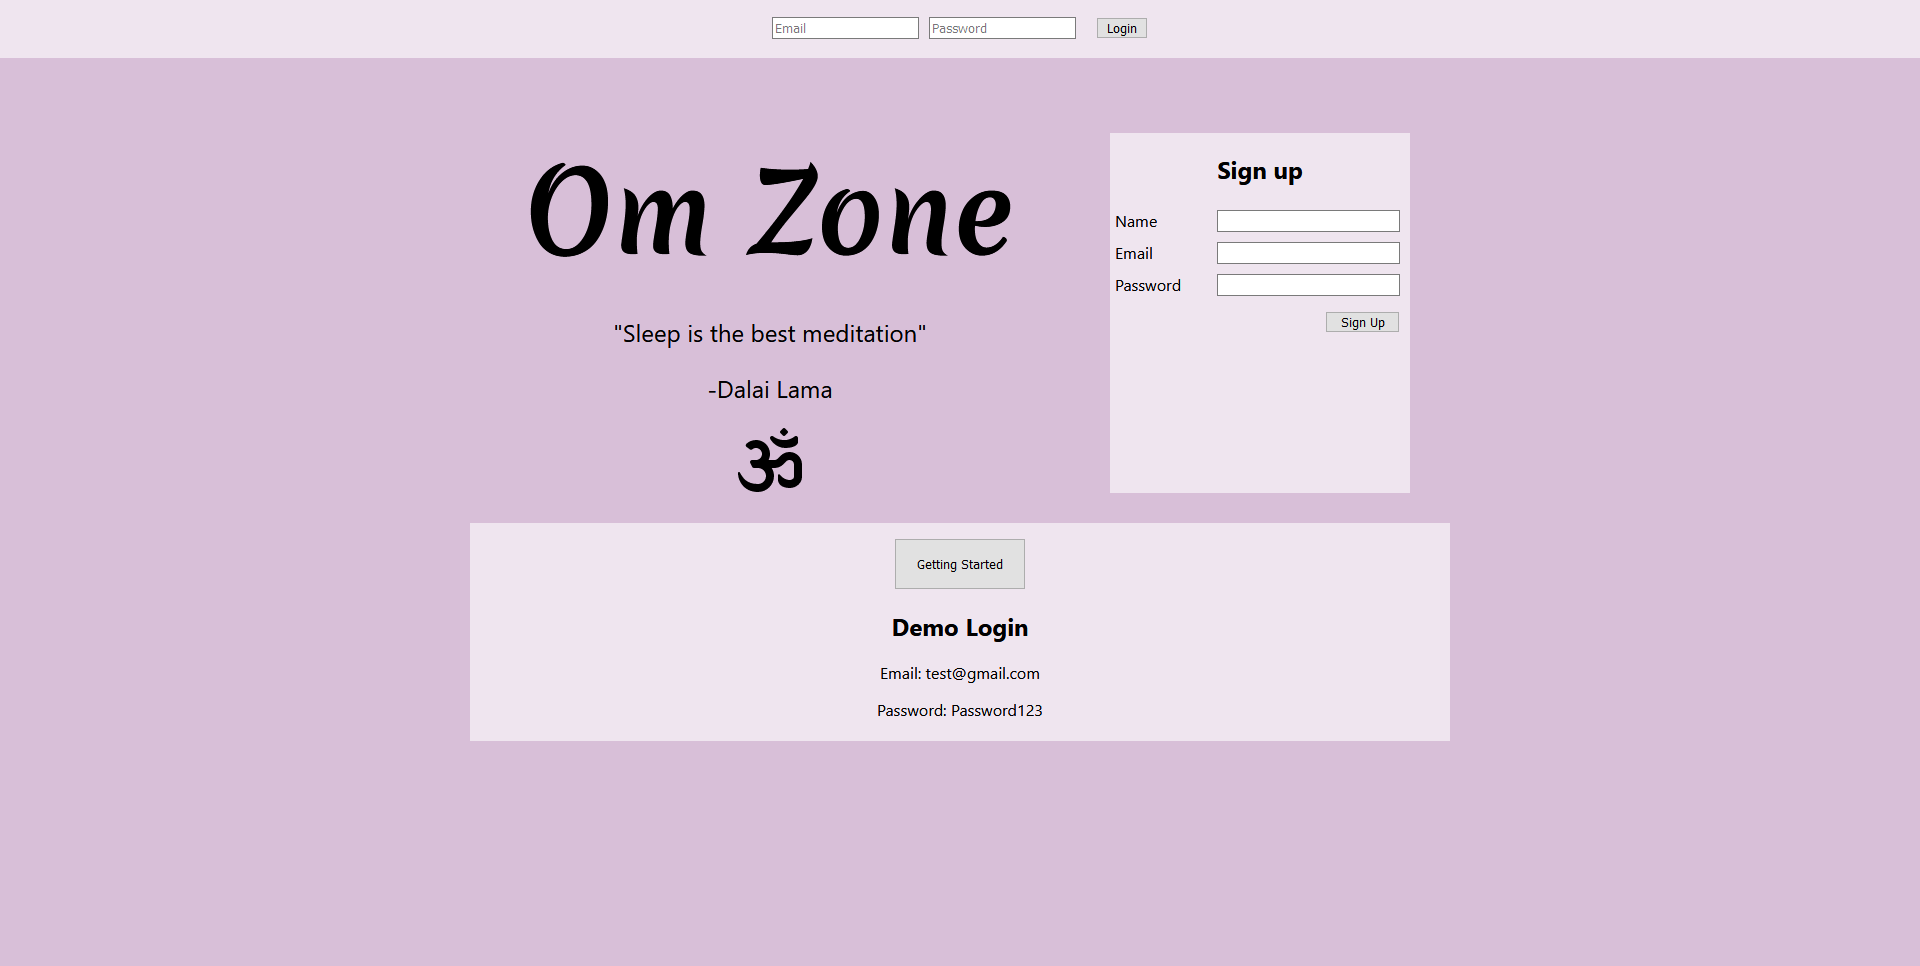 Email Password Login
Om Zone
"Sleep is the best meditation"
-Dalai Lama
ॐ
Sign up
Name
Email
Password
Sign Up
Getting Started
Demo Login
Email: test@gmail.com
Password: Password123